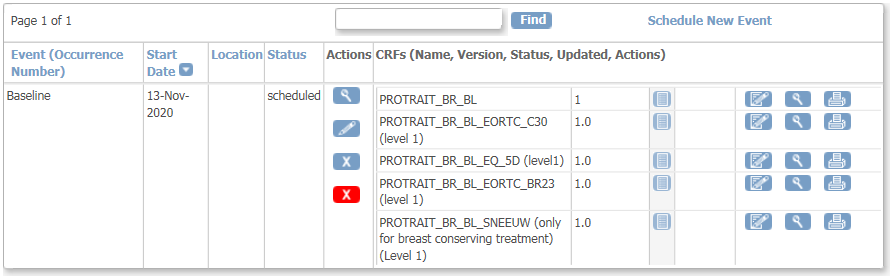 Page 1 of 1 Find Schedule New Event
Event (Occurrence Number) Start Date Location Status Actions CRFs (Name, Version, Status, Updated, Actions)
Baseline 13-Nov-2020 scheduled
PROTRAIT_BR_BL 1
PROTRAIT_BR_BL_EORTC_C30 1.0
(level 1)
PROTRAIT_BR_BL_EQ_5D (level1) 1.0
X
PROTRAIT_BR_BL_EORTC_BR23 1.0
(level 1)
X
PROTRAIT_BR_BL_SNEEUW (only 1.0
for breast conserving treatment)
(Level 1)